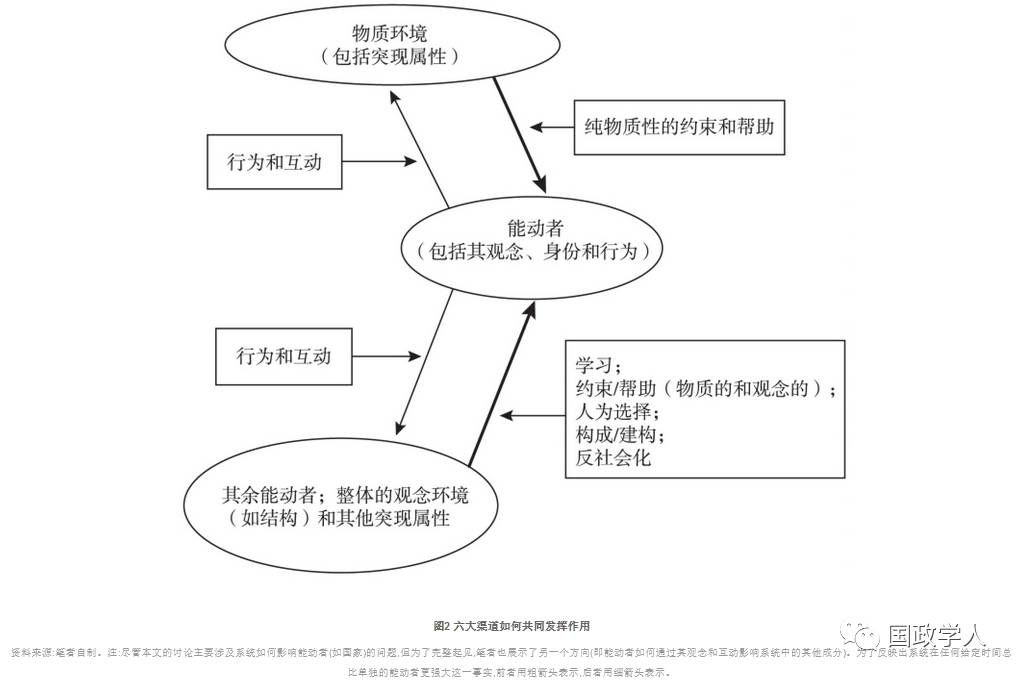 物质环境
（包括突现属性）
纯物质性的约束和帮助
行为和互动
能动者
（包括其观念、身份和行为）
行为和互动
学习；
约束/帮助（物质的和观念的）；
人为选择；
构成/建构；
反社会化
其余能动者；整体的观念环境
（如结构）和其他突现属性
图2 六大渠道如何共同发挥作用
国政学人
资料来源:笔者自制。注:尽管本文的讨论主要涉及系统如何影响能动者(如国家)的问题,但为了完整起见,笔者也展示了另一个方向(即能动者如何通过其观念和互动影响系统中的其他成分)。为了反映出系统在任何给定时间总
比单独的能动者更强大这一事实,前者用粗箭头表示,后者用细箭头表示。